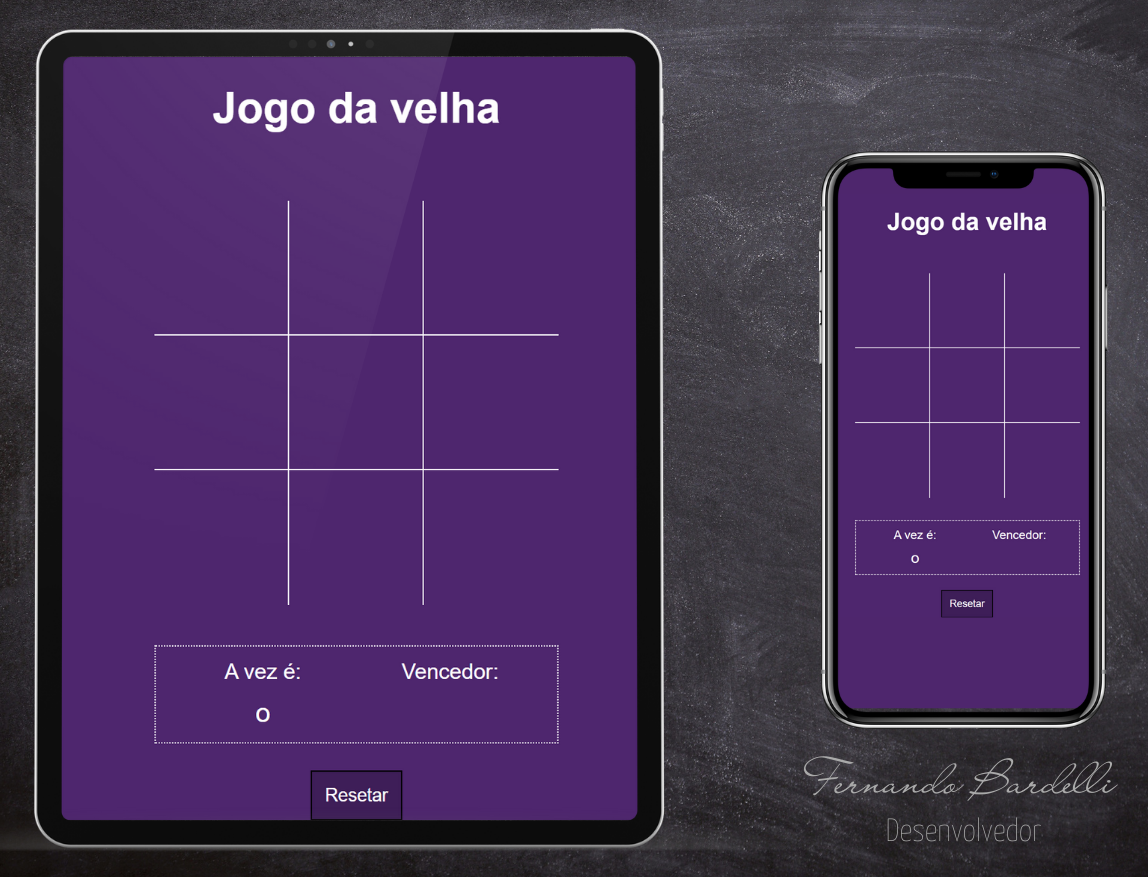 Jogo da velha
A vez é: Vencedor:
o
Resetar
Jogo da velha
A vez é: Vencedor:
o
Resetar
Fernando Bardelli
Desenvolvedor